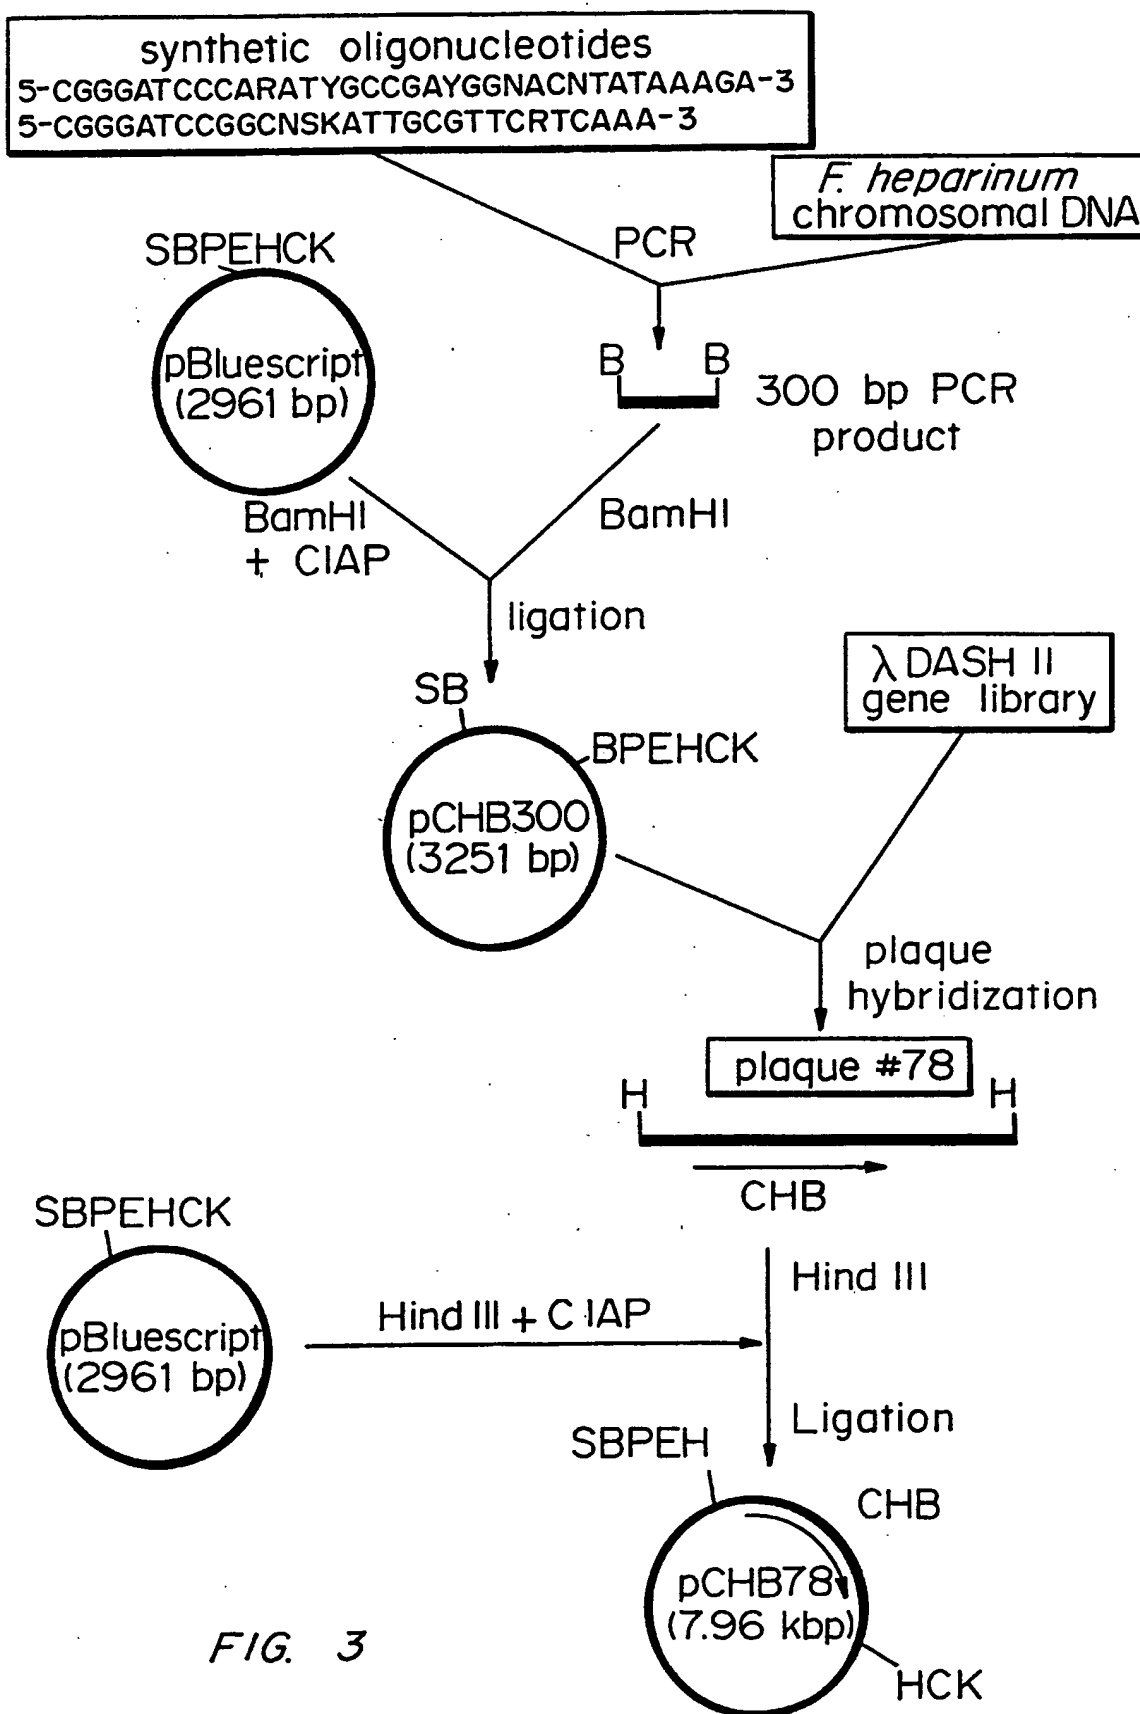 synthetic oligonucleotides
5-CGGGATCCCARATYGCCGAYGGNACNTATAAAGA-3
5-CGGGATCCGGCNSKATTGCGTTCRTCAAA-3
F. heparinum
chromosomal DNA
PCR
SBPEHCK
pBluescript
(2961 bp)
B B
300 bp PCR
product
BamHI
+ CIAP
BamHI
ligation
λ DASH II
gene library
SB
BPEHCK
pCHB300
(3251 bp)
plaque
hybridization
plaque #78
H H
CHB
SBPEHCK
pBluescript
(2961 bp)
Hind III + CIAP
Hind III
Ligation
SBPEH
CHB
pCHB78
(7.96 kbp)
HCK
FIG. 3